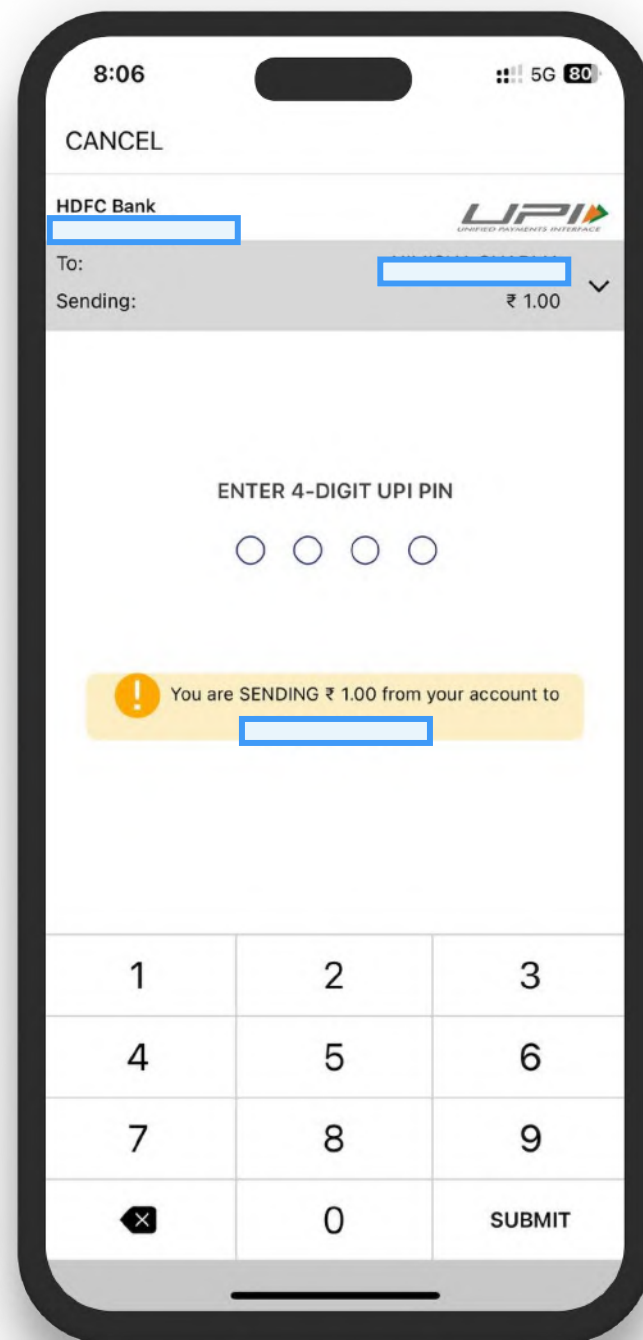 8:06
5G 80
CANCEL
HDFC Bank
UPI
UNIFIED PAYMENTS INTERFACE
To:
Sending: ₹ 1.00
ENTER 4-DIGIT UPI PIN
You are SENDING ₹ 1.00 from your account to
1 2 3
4 5 6
7 8 9
0 SUBMIT